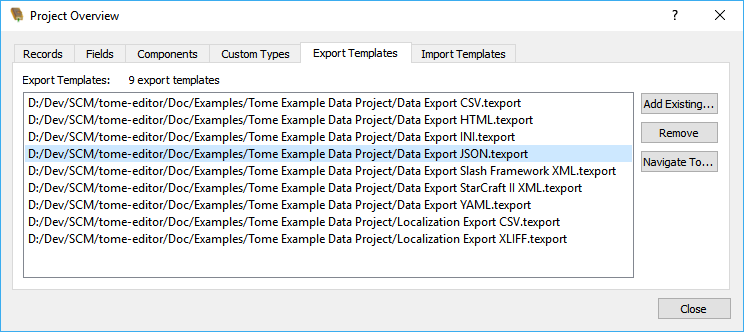 Project Overview
?
Records Fields Components Custom Types Export Templates Import Templates
Export Templates: 9 export templates
D:/Dev/SCM/tome-editor/Doc/Examples/Tome Example Data Project/Data Export CSV.texport
D:/Dev/SCM/tome-editor/Doc/Examples/Tome Example Data Project/Data Export HTML.texport
D:/Dev/SCM/tome-editor/Doc/Examples/Tome Example Data Project/Data Export INI.texport
D:/Dev/SCM/tome-editor/Doc/Examples/Tome Example Data Project/Data Export JSON.texport
D:/Dev/SCM/tome-editor/Doc/Examples/Tome Example Data Project/Data Export Slash Framework XML.texport
D:/Dev/SCM/tome-editor/Doc/Examples/Tome Example Data Project/Data Export StarCraft II XML.texport
D:/Dev/SCM/tome-editor/Doc/Examples/Tome Example Data Project/Data Export YAML.texport
D:/Dev/SCM/tome-editor/Doc/Examples/Tome Example Data Project/Localization Export CSV.texport
D:/Dev/SCM/tome-editor/Doc/Examples/Tome Example Data Project/Localization Export XLIFF.texport
Add Existing...
Remove
Navigate To...
Close